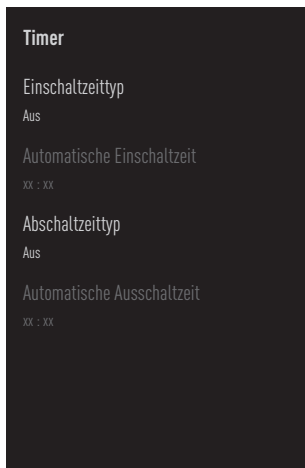 Timer
Einschaltzeittyp
Aus
Automatische Einschaltzeit
xx : xx
Abschaltzeittyp
Aus
Automatische Ausschaltzeit
xx : xx